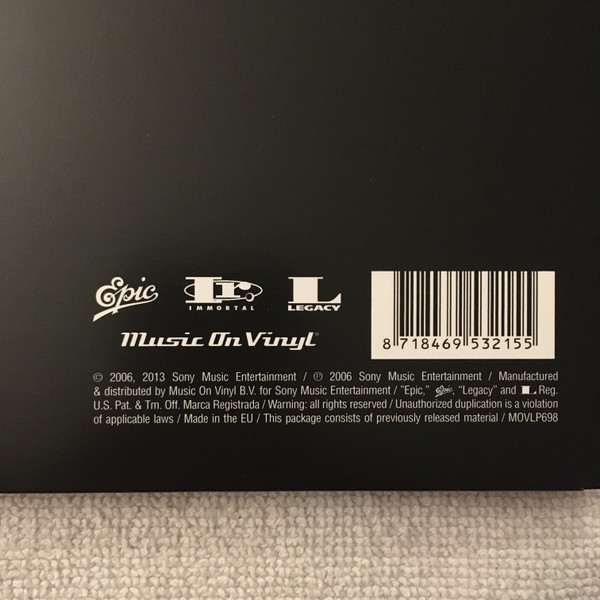 Epic
Ir
IMMORTAL
L
LEGACY
Music On Vinyl®
8 718469 532155
© 2006, 2013 Sony Music Entertainment / ℗ 2006 Sony Music Entertainment / Manufactured
& distributed by Music On Vinyl B.V. for Sony Music Entertainment / "Epic," Epic, "Legacy" and L Reg.
U.S. Pat. & Tm. Off. Marca Registrada / Warning: all rights reserved / Unauthorized duplication is a violation
of applicable laws / Made in the EU / This package consists of previously released material / MOVLP698